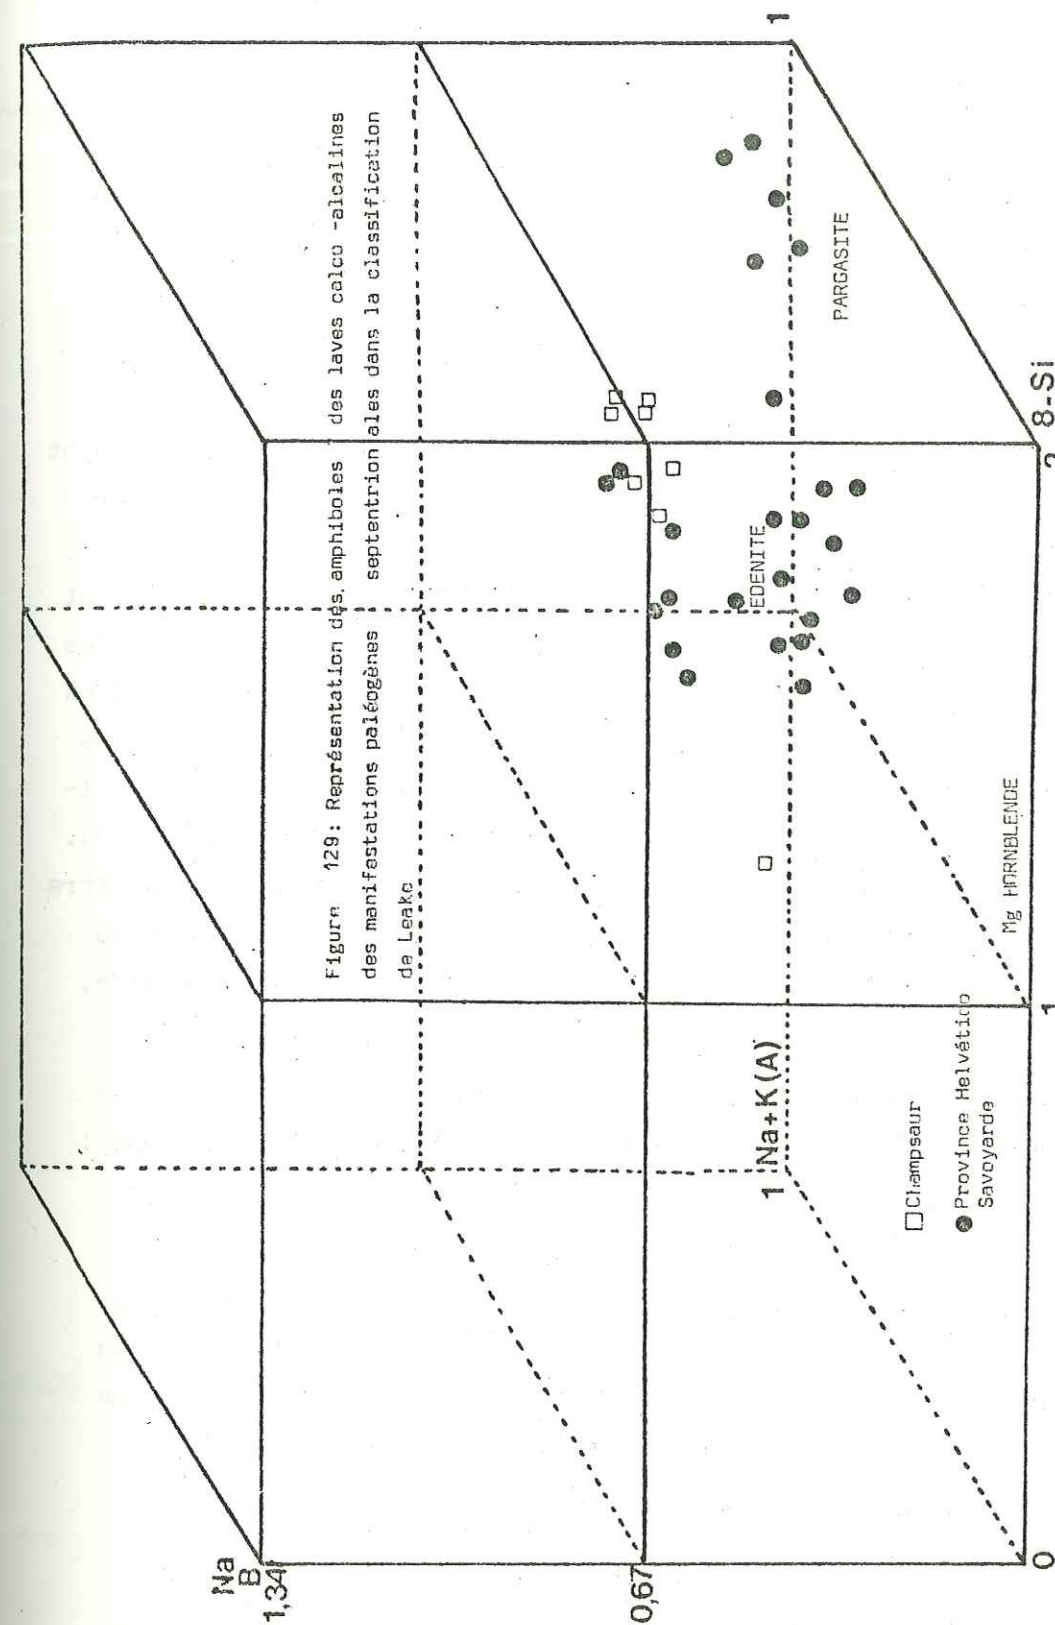 Figure 129: Représentation des amphiboles des laves calco -alcalines
des manifestations paléogènes septentrionales dans la classification
de Leake
Na
B
1,34
0,67
0
1
2
8-Si
1
1 Na+K(A)
EDENITE
PARGASITE
Mg HORNBLENDE
Champsaur
Province Helvético
Savoyarde